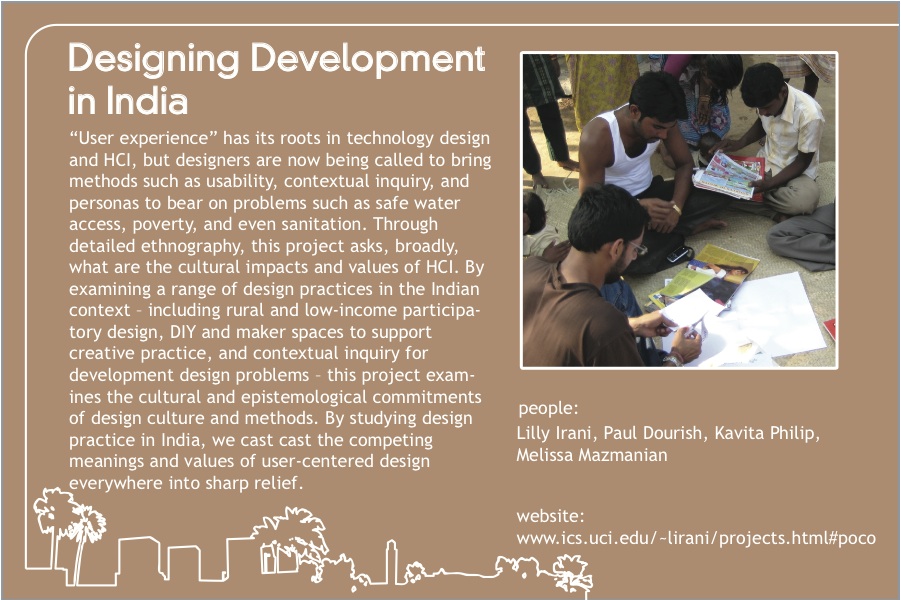 Designing Development
in India
“User experience” has its roots in technology design
and HCI, but designers are now being called to bring
methods such as usability, contextual inquiry, and
personas to bear on problems such as safe water
access, poverty, and even sanitation. Through
detailed ethnography, this project asks, broadly,
what are the cultural impacts and values of HCI. By
examining a range of design practices in the Indian
context – including rural and low-income participa-
tory design, DIY and maker spaces to support
creative practice, and contextual inquiry for
development design problems – this project exam-
ines the cultural and epistemological commitments
of design culture and methods. By studying design
practice in India, we cast cast the competing
meanings and values of user-centered design
everywhere into sharp relief.
people:
Lilly Irani, Paul Dourish, Kavita Philip,
Melissa Mazmanian
website:
www.ics.uci.edu/~lirani/projects.html#poco